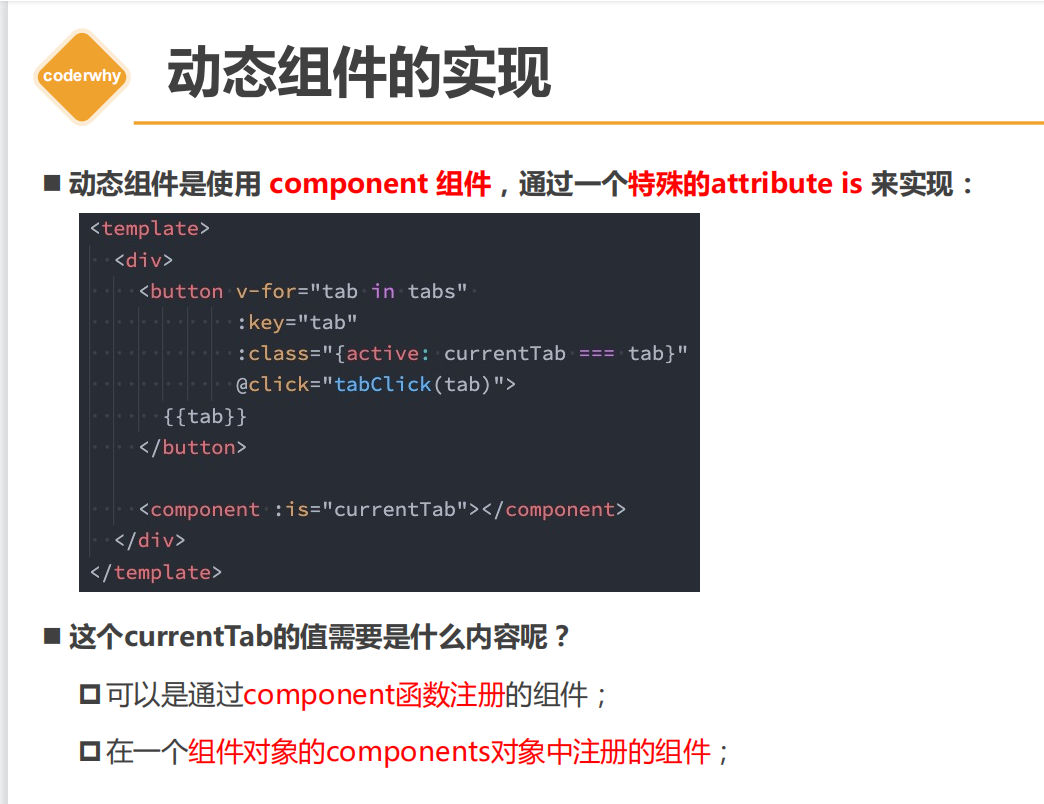 coderwhy
动态组件的实现
动态组件是使用 component 组件，通过一个特殊的attribute is 来实现：
<template>
  <div>
    <button v-for="tab in tabs"
            :key="tab"
            :class="{active: currentTab === tab}"
            @click="tabClick(tab)">
      {{tab}}
    </button>

    <component :is="currentTab"></component>
  </div>
</template>
这个currentTab的值需要是什么内容呢？
可以是通过component函数注册的组件；
在一个组件对象的components对象中注册的组件；